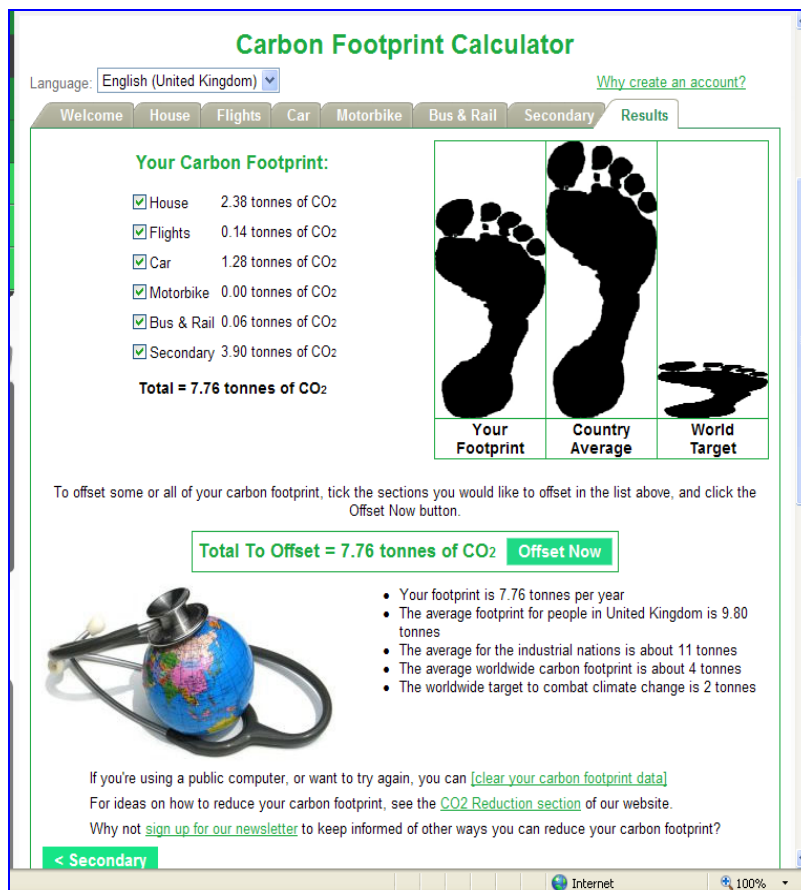 Carbon Footprint Calculator
Language: English (United Kingdom)
Why create an account?
Welcome House Flights Car Motorbike Bus & Rail Secondary Results
Your Carbon Footprint:
House 2.38 tonnes of CO2
Flights 0.14 tonnes of CO2
Car 1.28 tonnes of CO2
Motorbike 0.00 tonnes of CO2
Bus & Rail 0.06 tonnes of CO2
Secondary 3.90 tonnes of CO2
Total = 7.76 tonnes of CO2
Your Footprint
Country Average
World Target
To offset some or all of your carbon footprint, tick the sections you would like to offset in the list above, and click the
Offset Now button.
Total To Offset = 7.76 tonnes of CO2 Offset Now
• Your footprint is 7.76 tonnes per year
• The average footprint for people in United Kingdom is 9.80
tonnes
• The average for the industrial nations is about 11 tonnes
• The average worldwide carbon footprint is about 4 tonnes
• The worldwide target to combat climate change is 2 tonnes
If you're using a public computer, or want to try again, you can [clear your carbon footprint data]
For ideas on how to reduce your carbon footprint, see the CO2 Reduction section of our website.
Why not sign up for our newsletter to keep informed of other ways you can reduce your carbon footprint?
< Secondary
Internet 100%